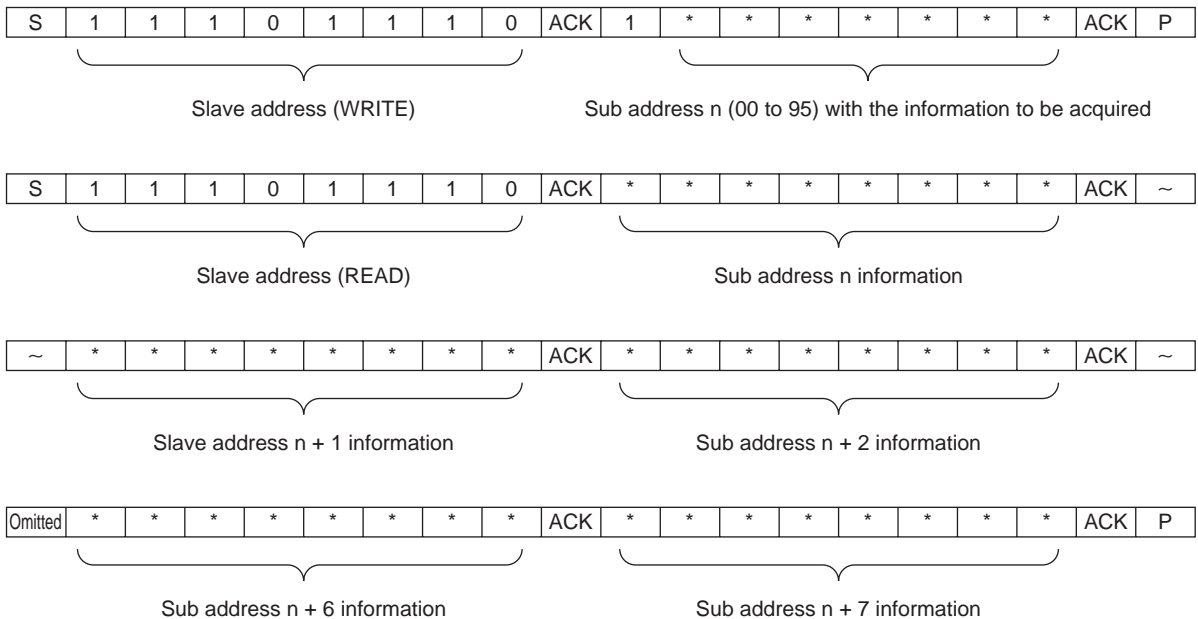 S 1 1 1 0 1 1 1 0 ACK 1 * * * * * * * ACK P
Slave address (WRITE) Sub address n (00 to 95) with the information to be acquired
S 1 1 1 0 1 1 1 0 ACK * * * * * * * * ACK ~
Slave address (READ) Sub address n information
~ * * * * * * * * ACK * * * * * * * * ACK ~
Slave address n + 1 information Sub address n + 2 information
Omitted * * * * * * * * ACK * * * * * * * * ACK P
Sub address n + 6 information Sub address n + 7 information